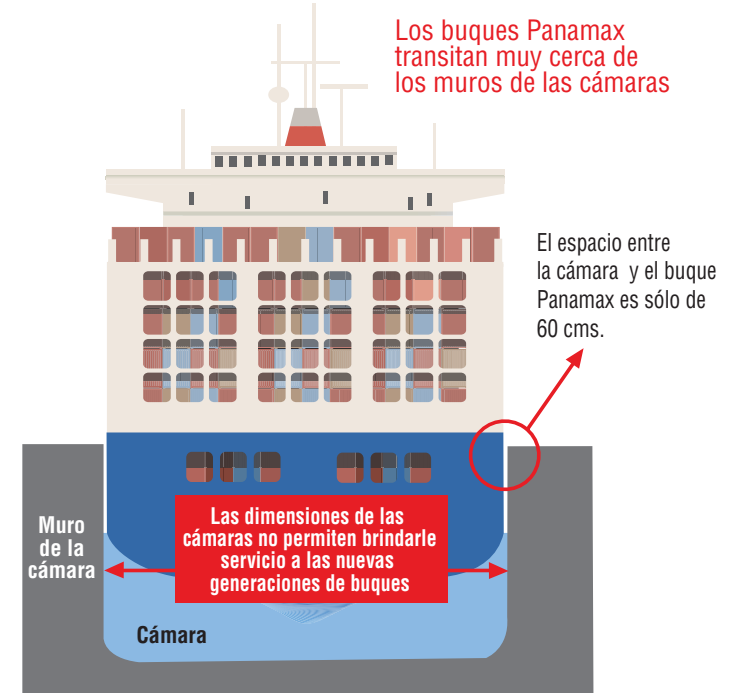 Los buques Panamax
transitan muy cerca de
los muros de las cámaras
El espacio entre
la cámara y el buque
Panamax es sólo de
60 cms.
Muro
de la
cámara
Las dimensiones de las
cámaras no permiten brindarle
servicio a las nuevas
generaciones de buques
Cámara